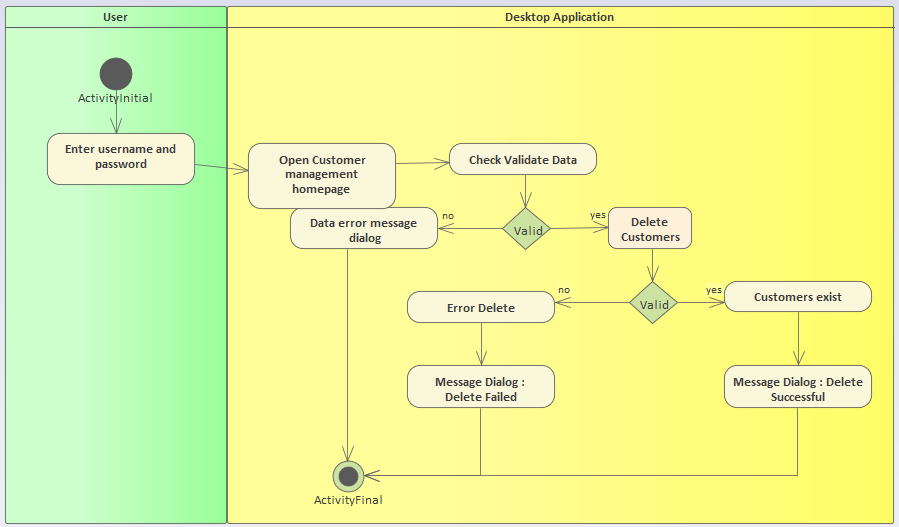 User
Desktop Application
ActivityInitial
Enter username and
password
Open Customer
management
homepage
Check Validate Data
Data error message
dialog
no
Valid
yes
Delete
Customers
Error Delete
no
Valid
yes
Customers exist
Message Dialog :
Delete Failed
Message Dialog : Delete
Successful
ActivityFinal